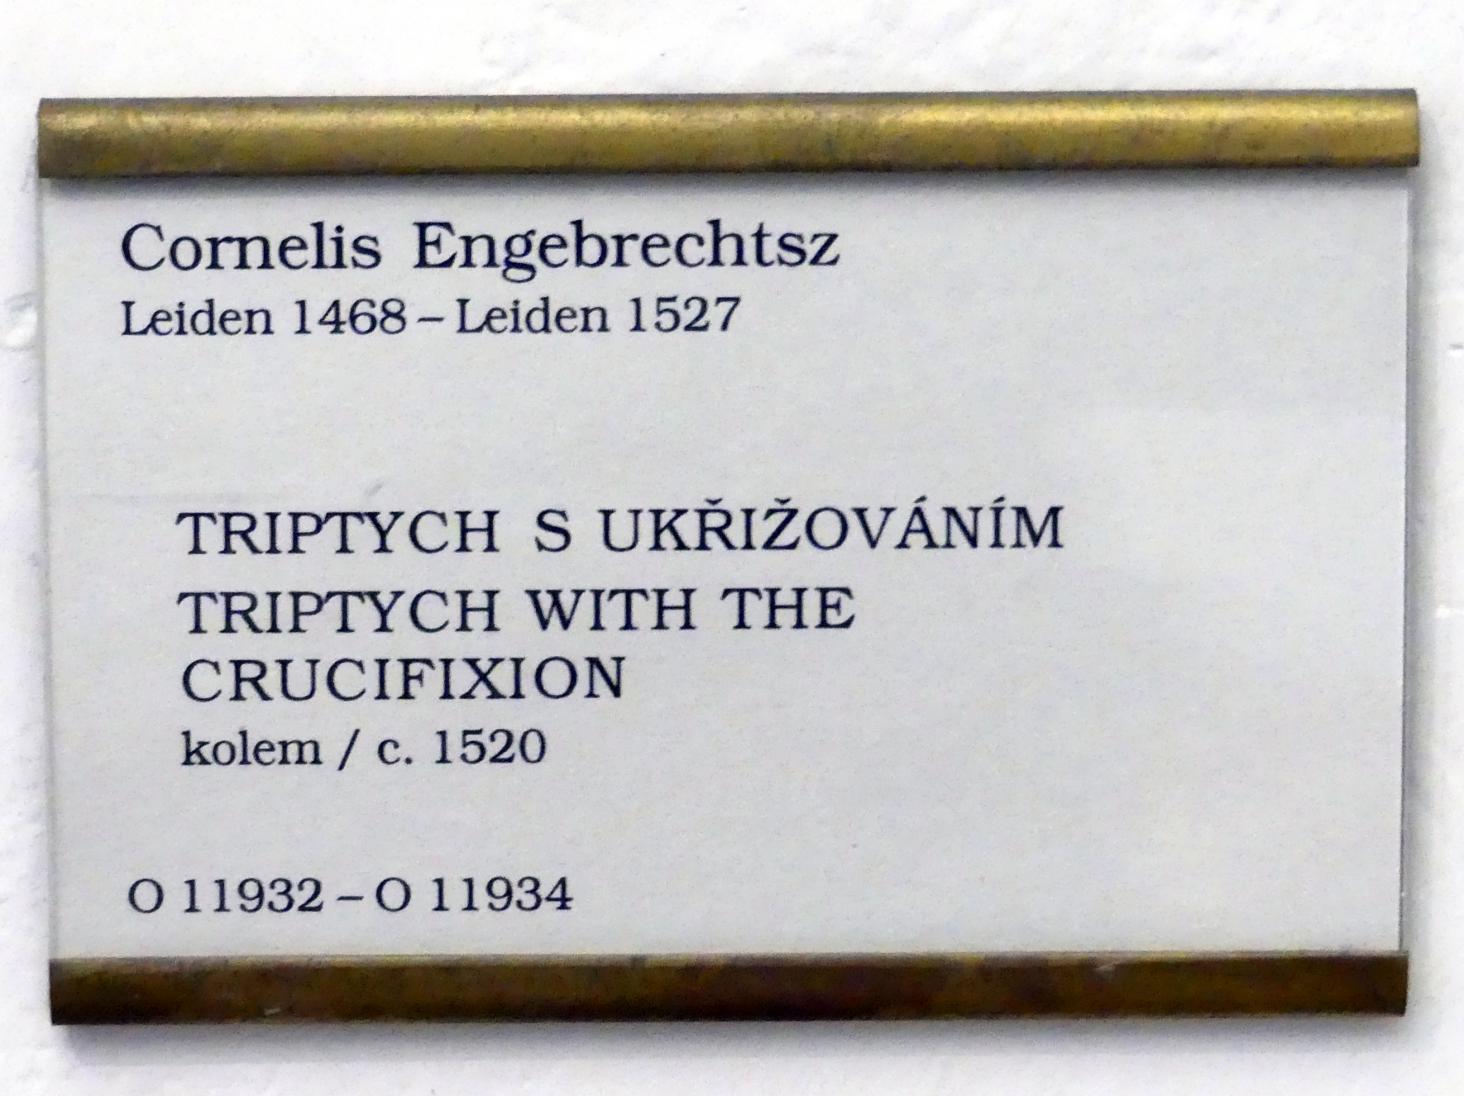 Cornelis Engebrechtsz
Leiden 1468 – Leiden 1527
TRIPTYCH S UKŘIŽOVÁNÍM
TRIPTYCH WITH THE
CRUCIFIXION
kolem / c. 1520
O 11932 – O 11934